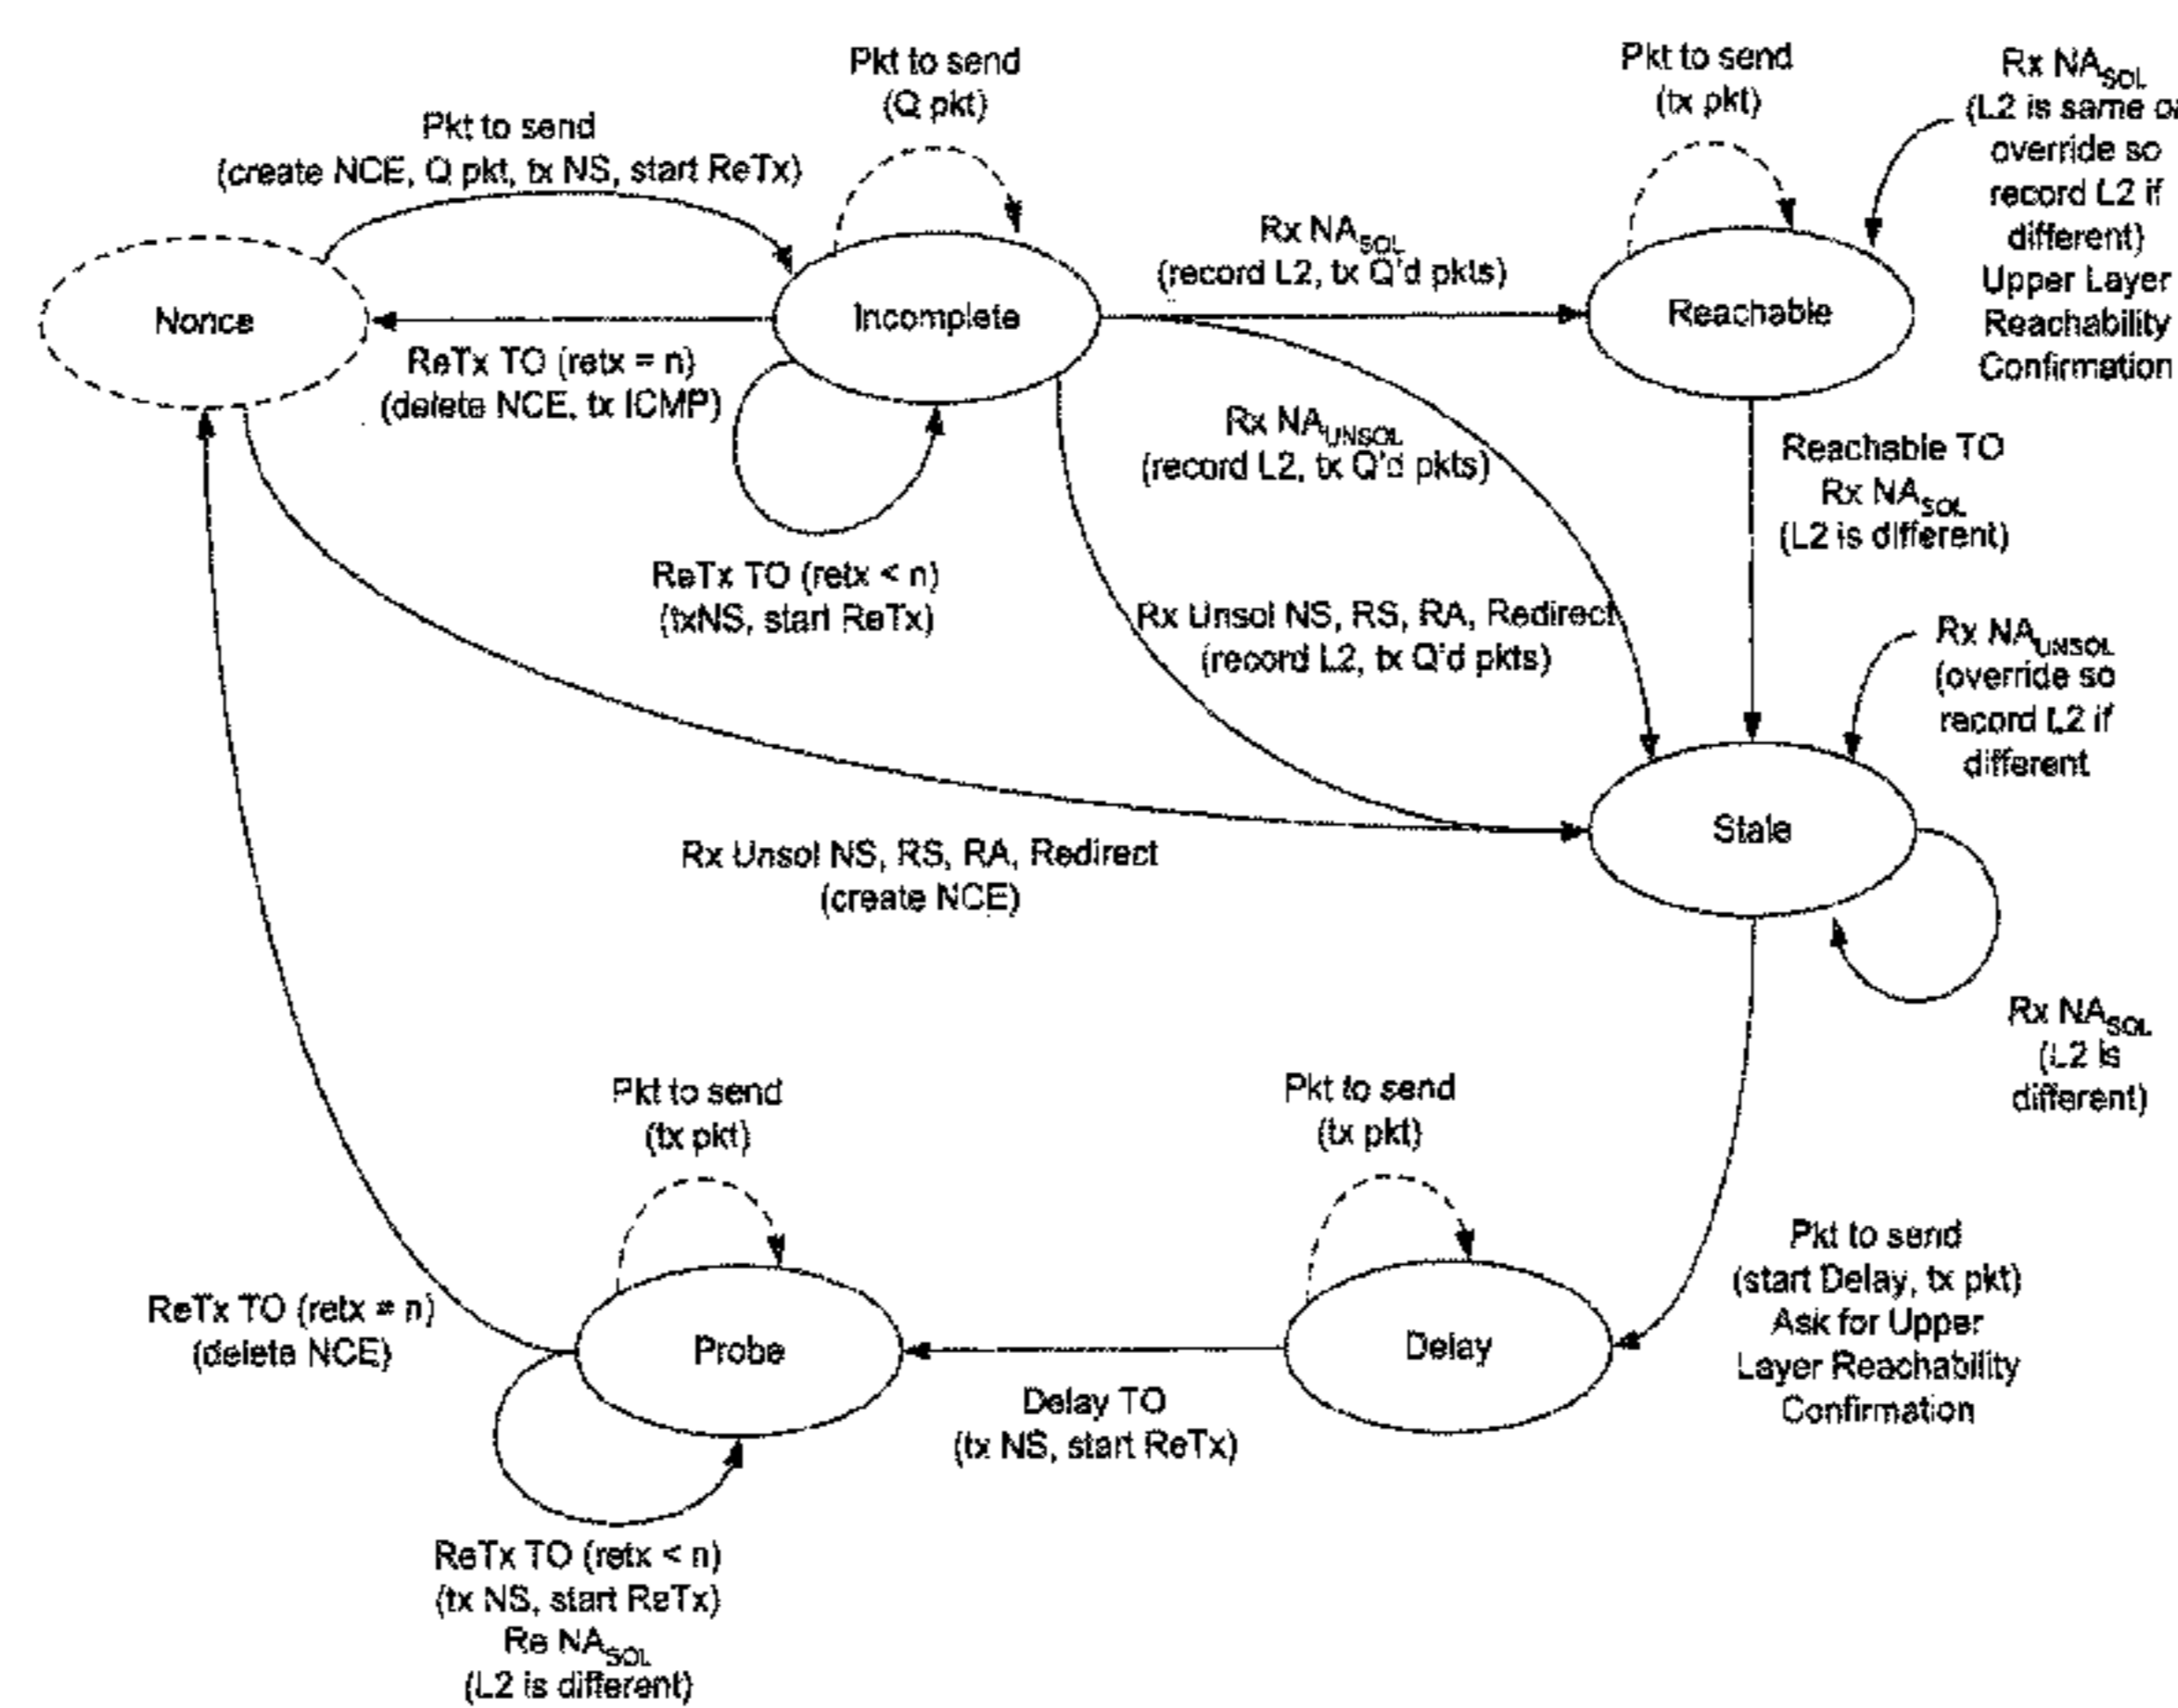 Pkt to send
(Q pkt)
Pkt to send
(tx pkt)
Rx NASOL
(L2 is same or
override so
record L2 if
different)
Upper Layer
Reachability
Confirmation
Pkt to send
(create NCE, Q pkt, tx NS, start ReTx)
Nonce
Incomplete
Rx NASOL
(record L2, tx Q'd pkts)
Reachable
ReTx TO (retx = n)
(delete NCE, tx ICMP)
Rx NAUNSOL
(record L2, tx Q'd pkts)
Reachable TO
Rx NASOL
(L2 is different)
ReTx TO (retx < n)
(txNS, start ReTx)
Rx Unsol NS, RS, RA, Redirect
(record L2, tx Q'd pkts)
Rx NAUNSOL
(override so
record L2 if
different
Stale
Rx Unsol NS, RS, RA, Redirect
(create NCE)
Rx NASOL
(L2 is
different)
Pkt to send
(tx pkt)
Pkt to send
(tx pkt)
Pkt to send
(start Delay, tx pkt)
Ask for Upper
Layer Reachability
Confirmation
ReTx TO (retx = n)
(delete NCE)
Probe
Delay
Delay TO
(tx NS, start ReTx)
ReTx TO (retx < n)
(tx NS, start ReTx)
Re NASOL
(L2 is different)